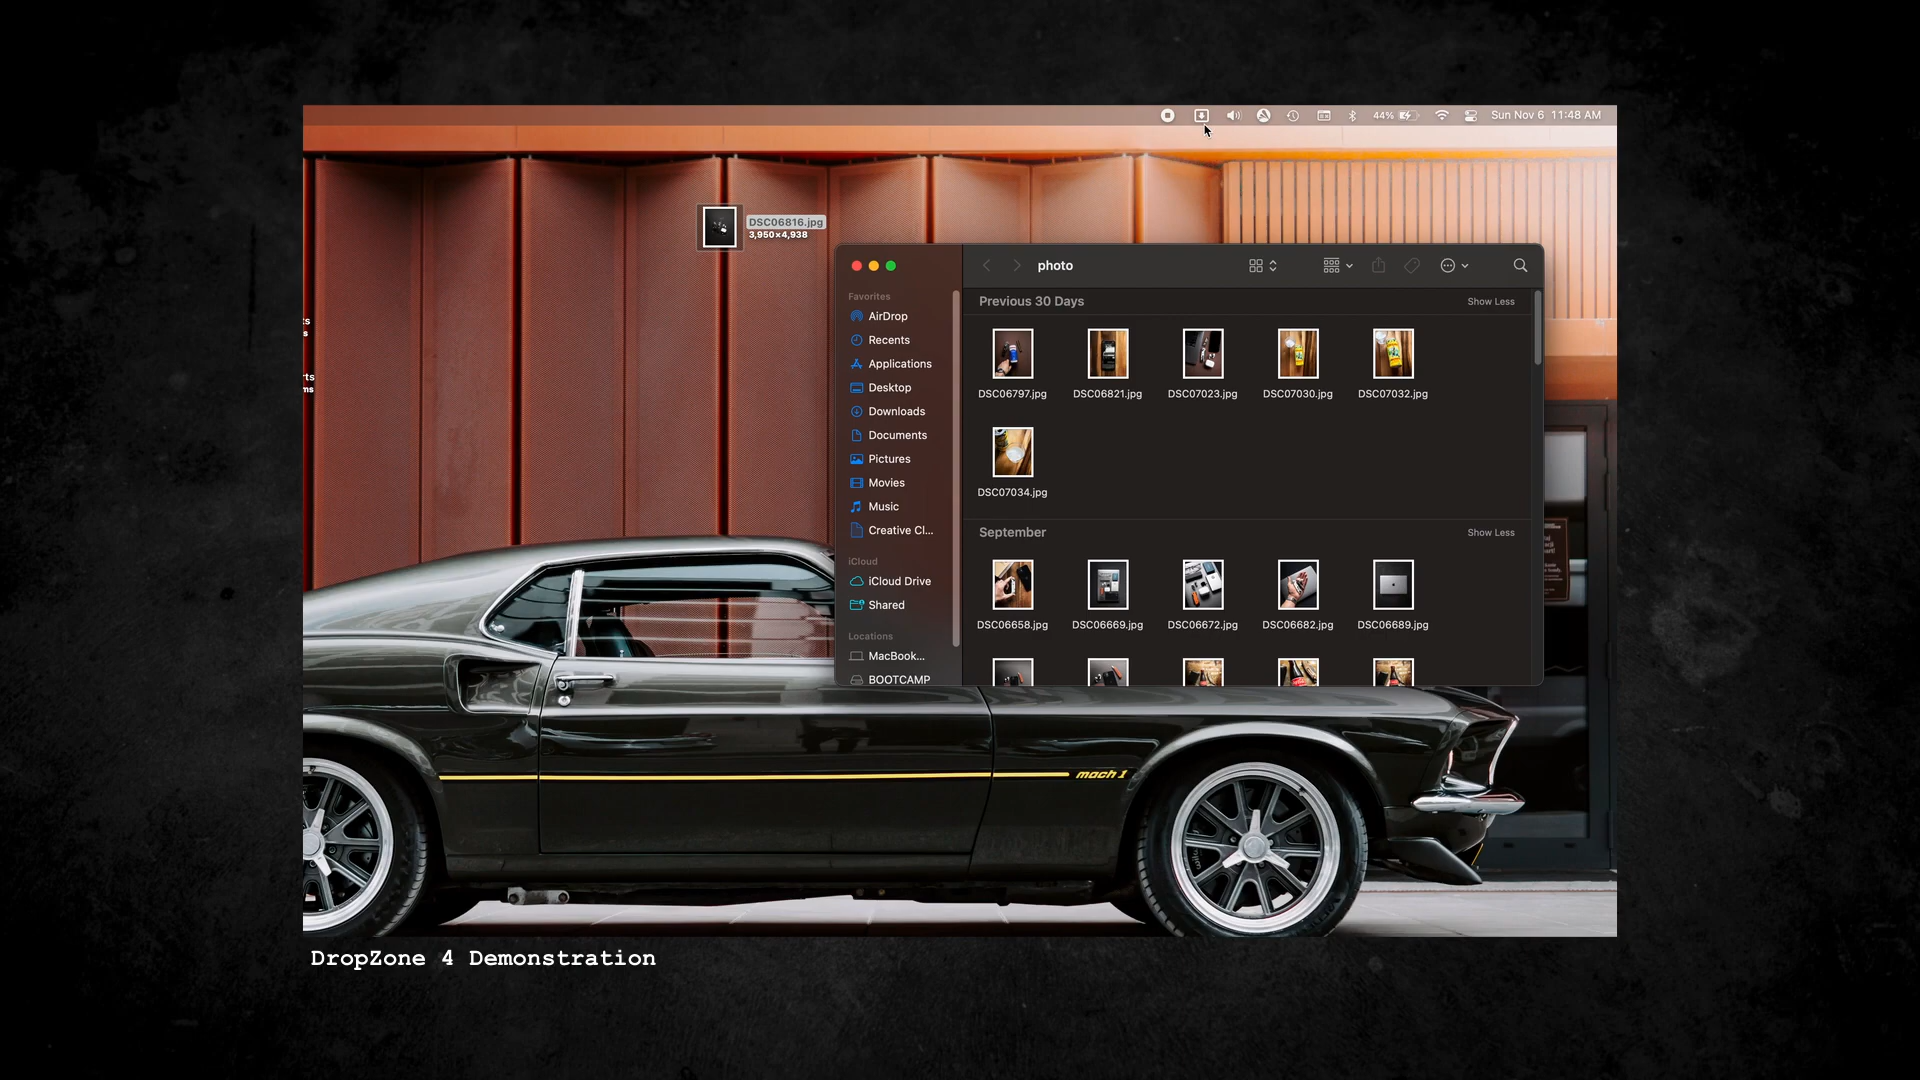 44%
Sun Nov 6 11:48 AM
DSC06816.jpg
3,950×4,938
photo
Favorites
AirDrop
Recents
Applications
Desktop
Downloads
Documents
Pictures
Movies
Music
Creative Cl...
iCloud
iCloud Drive
Shared
Locations
MacBook...
BOOTCAMP
Previous 30 Days
Show Less
DSC06797.jpg
DSC06821.jpg
DSC07023.jpg
DSC07030.jpg
DSC07032.jpg
DSC07034.jpg
September
Show Less
DSC06658.jpg
DSC06669.jpg
DSC06672.jpg
DSC06682.jpg
DSC06689.jpg
mach 1
DropZone 4 Demonstration